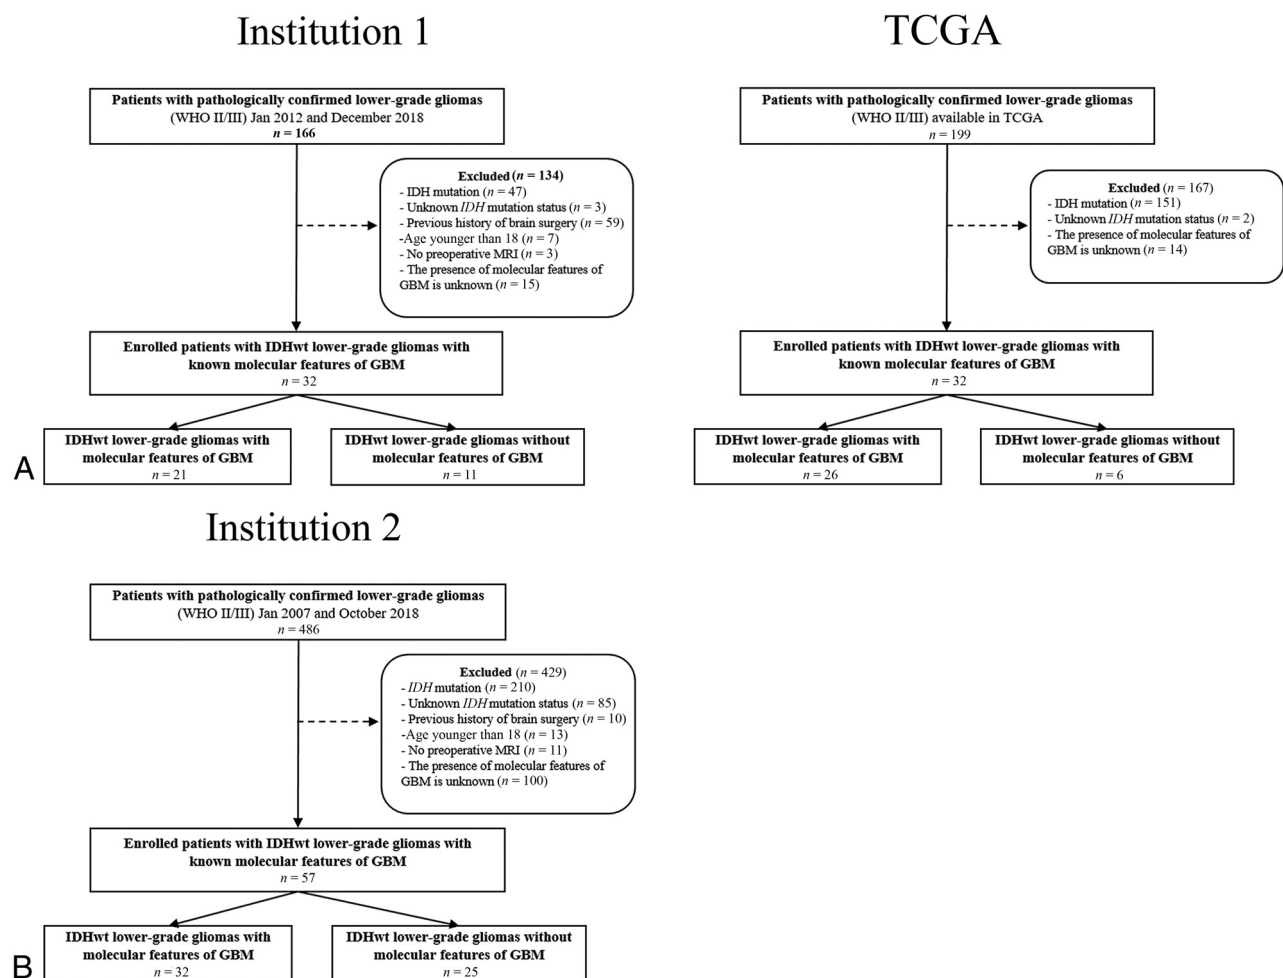 Institution 1
Patients with pathologically confirmed lower-grade gliomas
(WHO II/III) Jan 2012 and December 2018
n = 166
Excluded (n = 134)
- IDH mutation (n = 47)
- Unknown IDH mutation status (n = 3)
- Previous history of brain surgery (n = 59)
-Age younger than 18 (n = 7)
- No preoperative MRI (n = 3)
- The presence of molecular features of
GBM is unknown (n = 15)
Enrolled patients with IDHwt lower-grade gliomas with
known molecular features of GBM
n = 32
IDHwt lower-grade gliomas with
molecular features of GBM
n = 21
IDHwt lower-grade gliomas without
molecular features of GBM
n = 11
A
TCGA
Patients with pathologically confirmed lower-grade gliomas
(WHO II/III) available in TCGA
n = 199
Excluded (n = 167)
- IDH mutation (n = 151)
- Unknown IDH mutation status (n = 2)
- The presence of molecular features of
GBM is unknown (n = 14)
Enrolled patients with IDHwt lower-grade gliomas with
known molecular features of GBM
n = 32
IDHwt lower-grade gliomas with
molecular features of GBM
n = 26
IDHwt lower-grade gliomas without
molecular features of GBM
n = 6
Institution 2
Patients with pathologically confirmed lower-grade gliomas
(WHO II/III) Jan 2007 and October 2018
n = 486
Excluded (n = 429)
- IDH mutation (n = 210)
- Unknown IDH mutation status (n = 85)
- Previous history of brain surgery (n = 10)
-Age younger than 18 (n = 13)
- No preoperative MRI (n = 11)
- The presence of molecular features of
GBM is unknown (n = 100)
Enrolled patients with IDHwt lower-grade gliomas with
known molecular features of GBM
n = 57
IDHwt lower-grade gliomas with
molecular features of GBM
n = 32
IDHwt lower-grade gliomas without
molecular features of GBM
n = 25
B